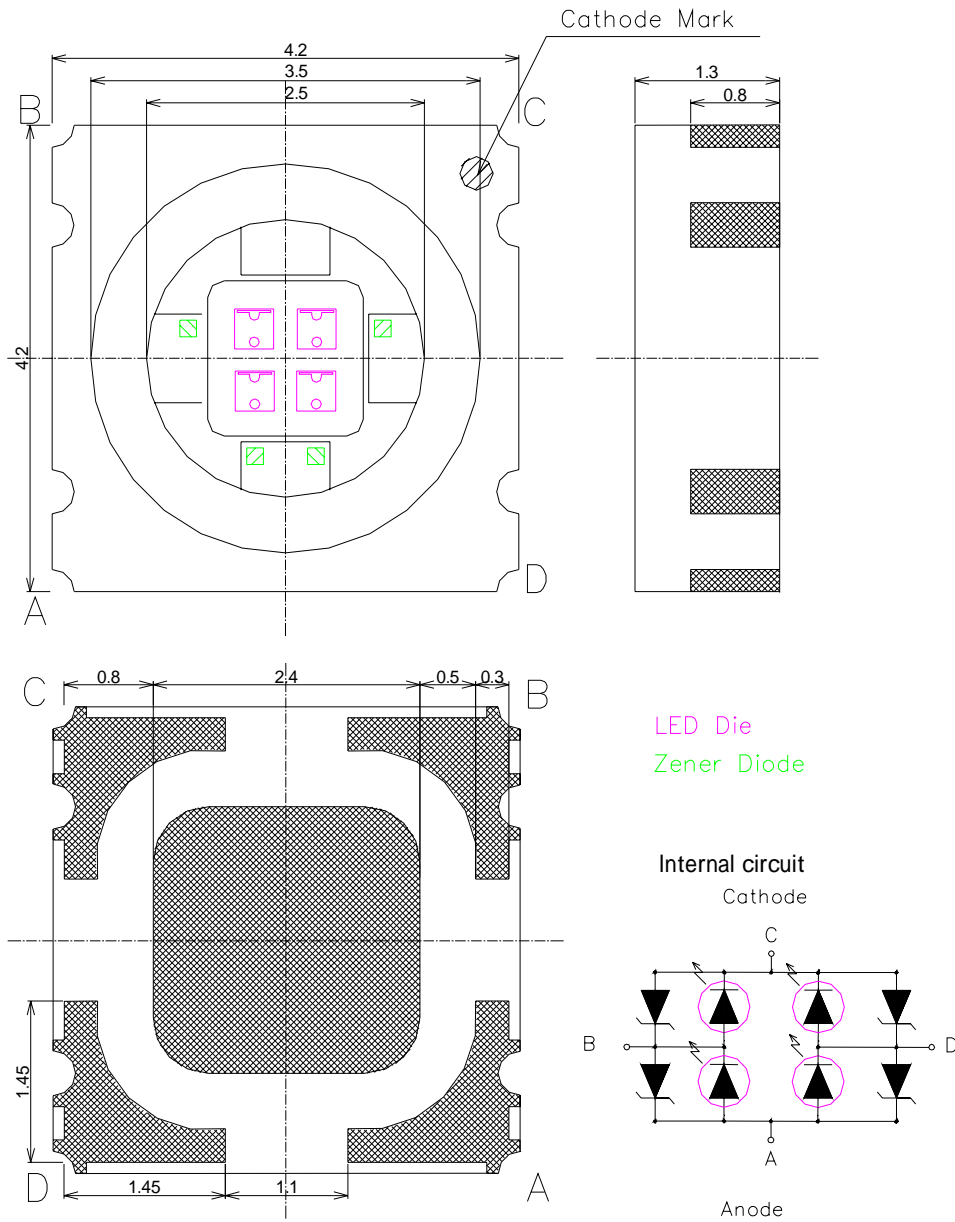 Cathode Mark
4.2
3.5
2.5
1.3
0.8
B
C
4.2
A
D
C
0.8
2.4
0.5
0.3
B
LED Die
Zener Diode
Internal circuit
Cathode
C
B
D
A
Anode
1.45
D
1.45
1.1
A